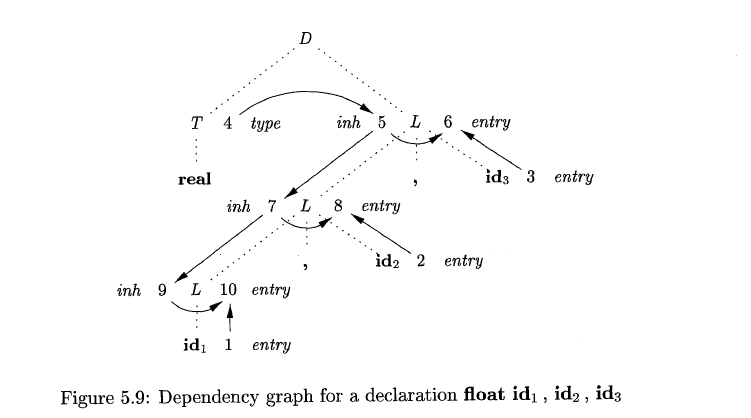 D
T 4 type inh 5 L 6 entry
real , id3 3 entry
inh 7 L 8 entry
, id2 2 entry
inh 9 L 10 entry
id1 1 entry
Figure 5.9: Dependency graph for a declaration float id1 , id2 , id3